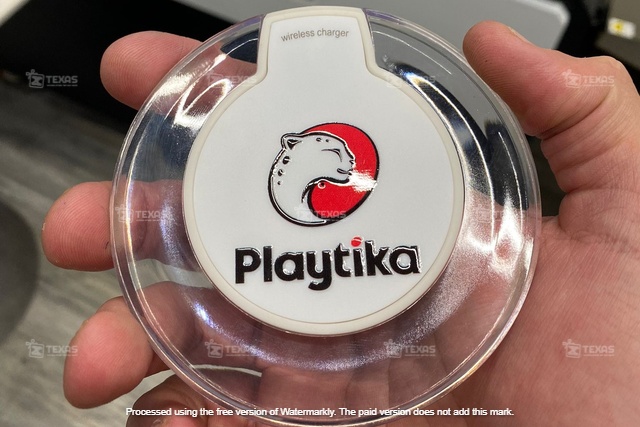 wireless charger
Playtika
TEXAS
TEXAS
TEXAS
TEXAS
TEXAS
TEXAS
TEXAS
TEXAS
TEXAS
Processed using the free version of Watermarkly. The paid version does not add this mark.